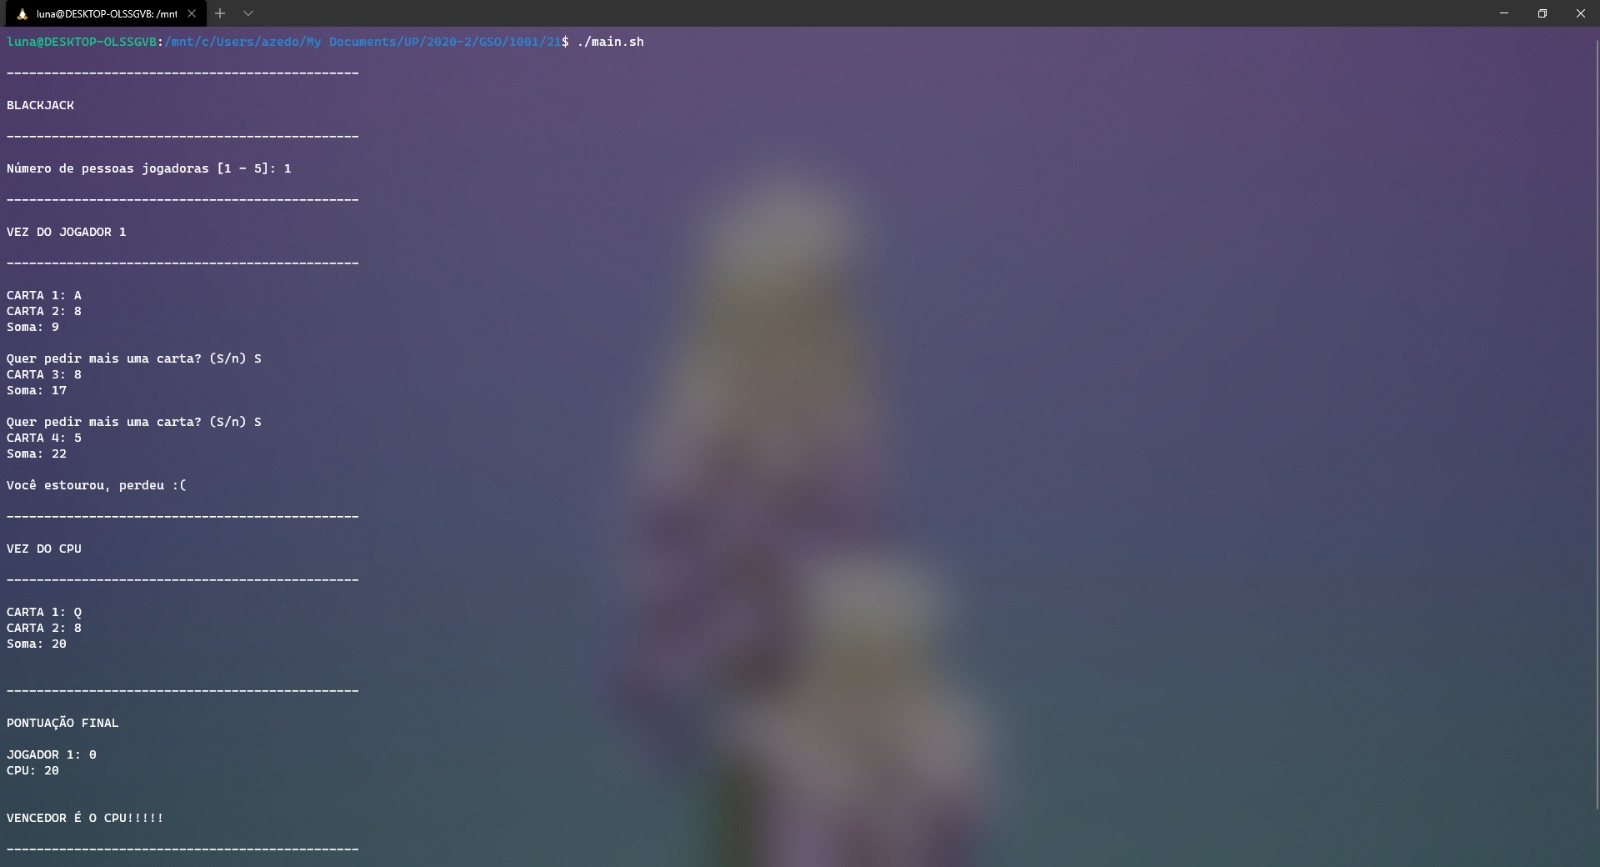 luna@DESKTOP-OLSSGVB: /mnt
luna@DESKTOP-OLSSGVB:/mnt/c/Users/azedo/My Documents/UP/2020-2/GSO/1001/21$ ./main.sh
-----------------------------------------------
BLACKJACK
-----------------------------------------------
Número de pessoas jogadoras [1 - 5]: 1
-----------------------------------------------
VEZ DO JOGADOR 1
-----------------------------------------------
CARTA 1: A
CARTA 2: 8
Soma: 9
Quer pedir mais uma carta? (S/n) S
CARTA 3: 8
Soma: 17
Quer pedir mais uma carta? (S/n) S
CARTA 4: 5
Soma: 22
Você estourou, perdeu :(
-----------------------------------------------
VEZ DO CPU
-----------------------------------------------
CARTA 1: Q
CARTA 2: 8
Soma: 20
-----------------------------------------------
PONTUAÇÃO FINAL
JOGADOR 1: 0
CPU: 20
VENCEDOR É O CPU!!!!!
-----------------------------------------------